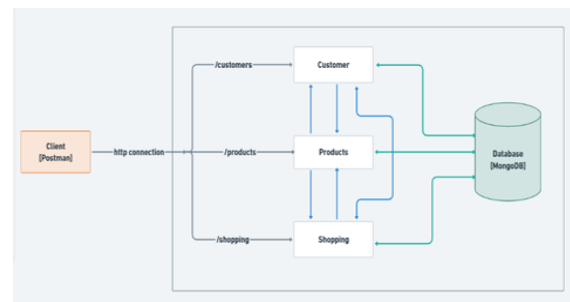 /customers
Customer
Client
[Postman]
http connection
/products
Products
Database
[MongoDB]
/shopping
Shopping